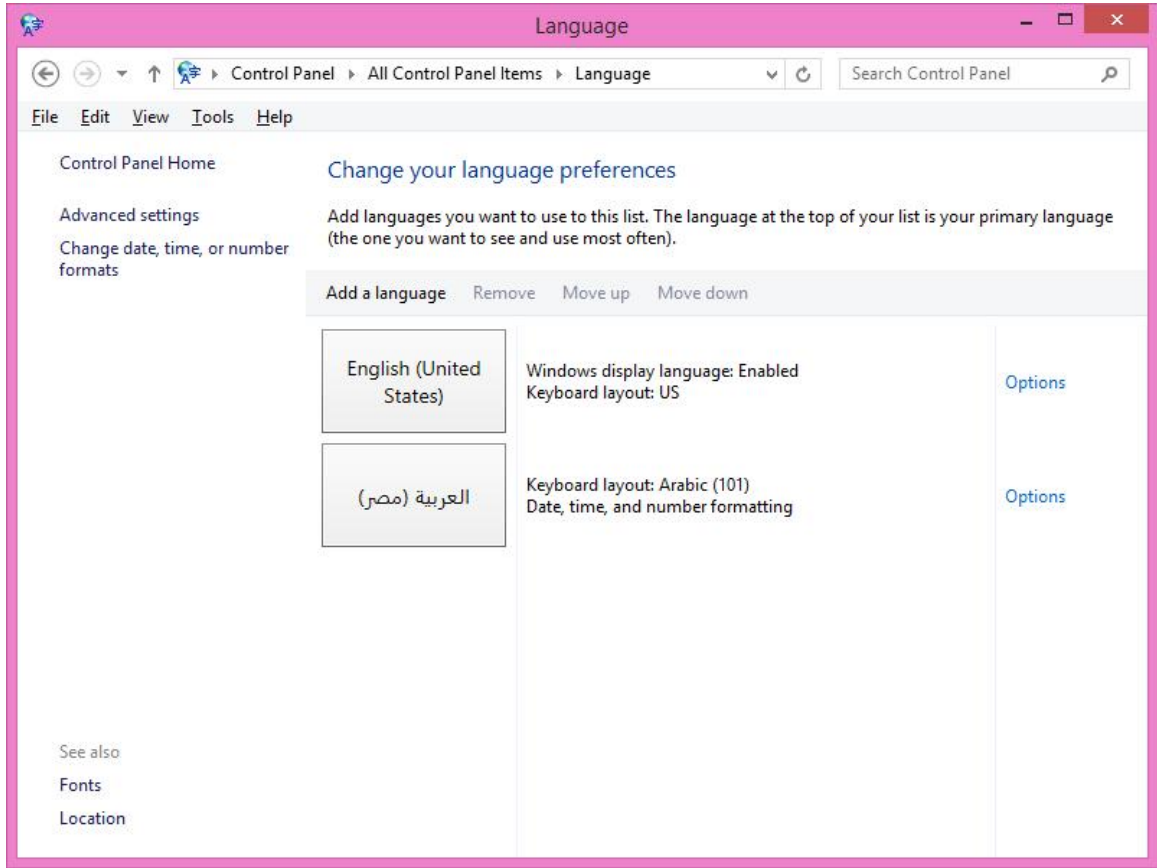 Language
Control Panel All Control Panel Items Language
Search Control Panel
File Edit View Tools Help
Control Panel Home
Advanced settings
Change date, time, or number
formats
Change your language preferences
Add languages you want to use to this list. The language at the top of your list is your primary language
(the one you want to see and use most often).
Add a language Remove Move up Move down
English (United
States)
Windows display language: Enabled
Keyboard layout: US
Options
العربية (مصر)
Keyboard layout: Arabic (101)
Date, time, and number formatting
Options
See also
Fonts
Location